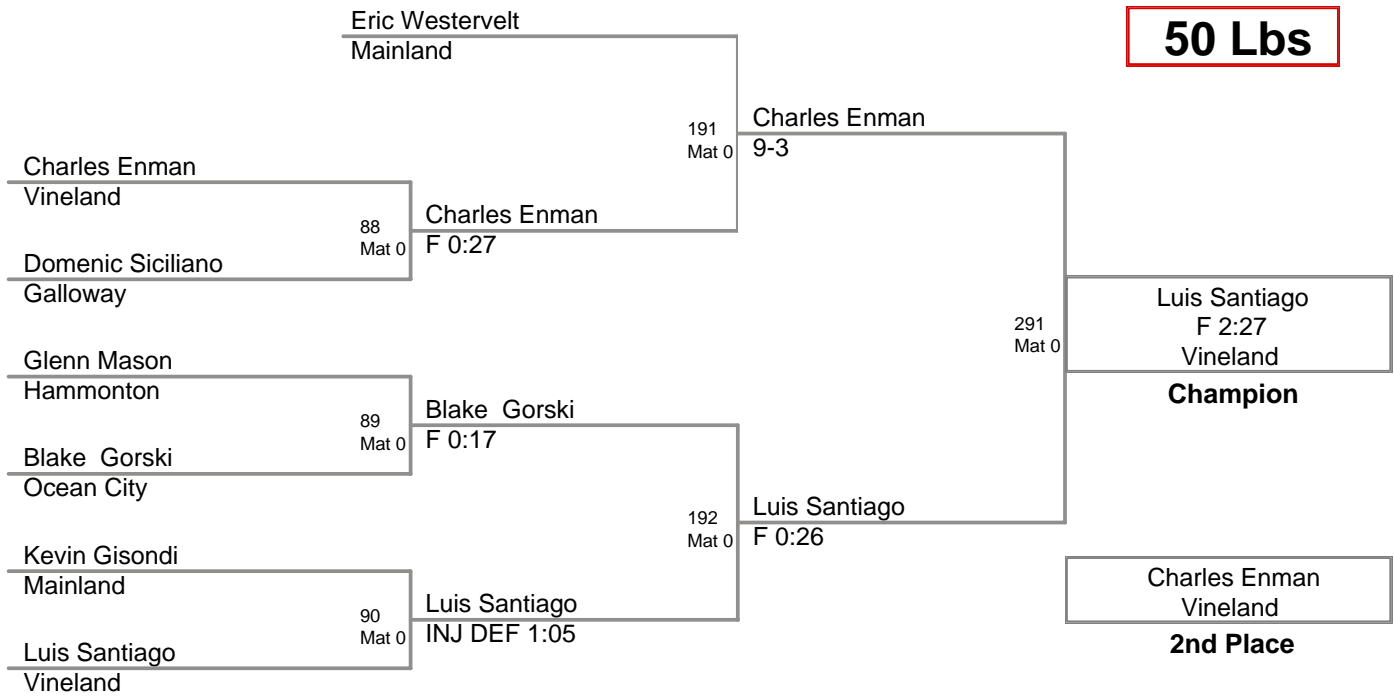 Eric Westervelt
Mainland
50 Lbs
191
Mat 0
Charles Enman
9-3
Charles Enman
Vineland
88
Mat 0
Charles Enman
F 0:27
Domenic Siciliano
Galloway
291
Mat 0
Luis Santiago
F 2:27
Vineland
Champion
Glenn Mason
Hammonton
89
Mat 0
Blake  Gorski
F 0:17
Blake  Gorski
Ocean City
192
Mat 0
Luis Santiago
F 0:26
Kevin Gisondi
Mainland
90
Mat 0
Luis Santiago
INJ DEF 1:05
Luis Santiago
Vineland
Charles Enman
Vineland
2nd Place